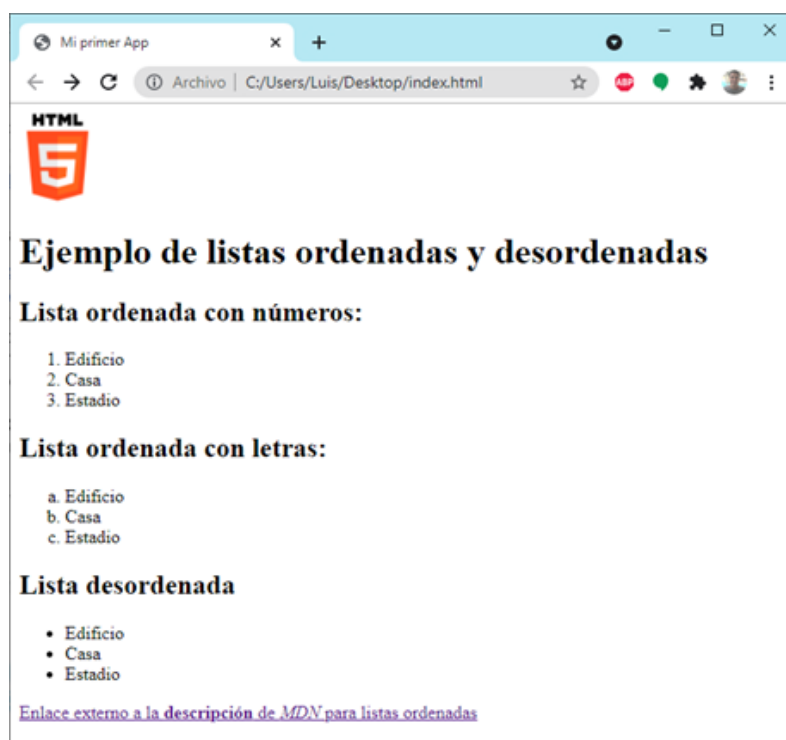 Mi primer App
Archivo | C:/Users/Luis/Desktop/index.html
ABP
HTML
5
Ejemplo de listas ordenadas y desordenadas
Lista ordenada con números:
1. Edificio
2. Casa
3. Estadio
Lista ordenada con letras:
a. Edificio
b. Casa
c. Estadio
Lista desordenada
• Edificio
• Casa
• Estadio
Enlace externo a la descripción de MDN para listas ordenadas